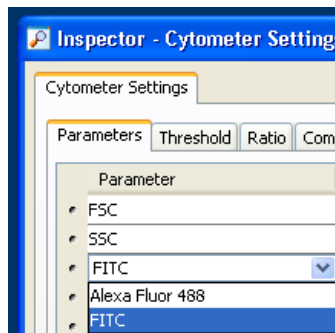 Inspector - Cytometer Setting
Cytometer Settings
Parameters Threshold Ratio Com
Parameter
FSC
SSC
FITC
Alexa Fluor 488
FITC